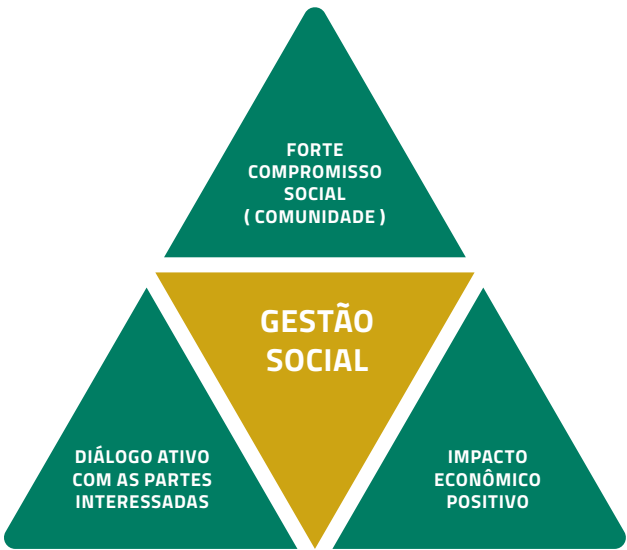 FORTE
COMPROMISSO
SOCIAL
( COMUNIDADE )
GESTÃO
SOCIAL
DIÁLOGO ATIVO
COM AS PARTES
INTERESSADAS
IMPACTO
ECONÔMICO
POSITIVO